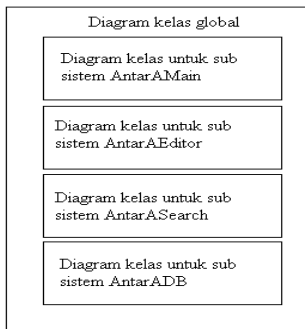 Diagram kelas global
Diagram kelas untuk sub
sistem AntarAMain
Diagram kelas untuk sub
sistem AntarAEditor
Diagram kelas untuk sub
sistem AntarASearch
Diagram kelas untuk sub
sistem AntarADB